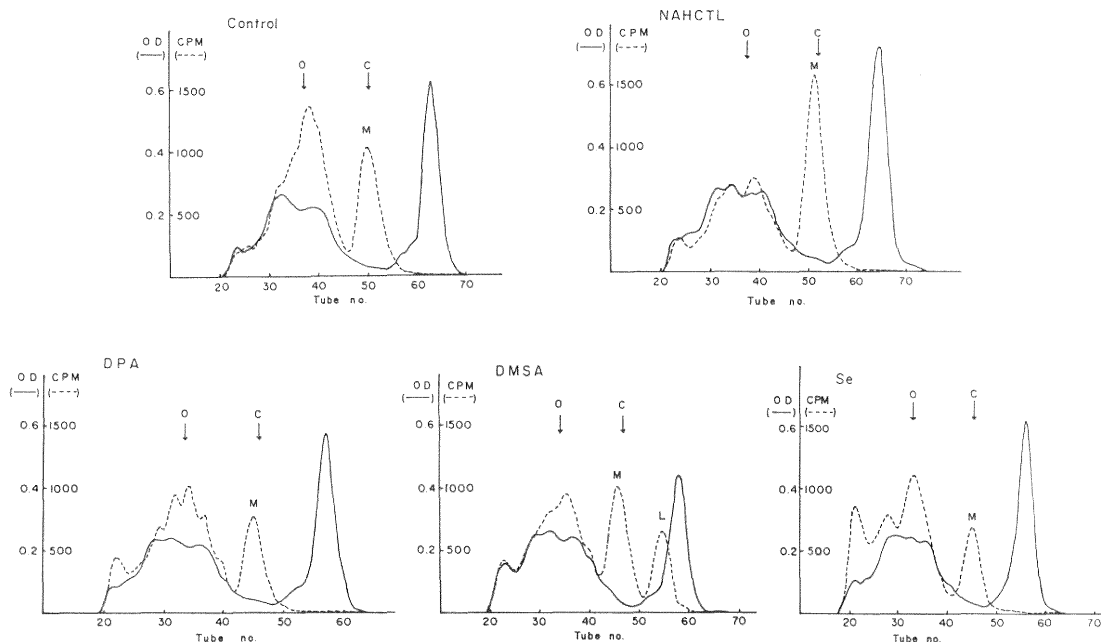 Control
OD CPM
(—) (----)
O C
M
0.6 1500
0.4 1000
0.2 500
20 30 40 50 60 70
Tube no.
NAHCTL
OD CPM
(—) (----)
O C
M
0.6 1500
0.4 1000
0.2 500
20 30 40 50 60 70
Tube no.
DPA
OD CPM
(—) (----)
O C
0.6 1500
0.4 1000
M
0.2 500
20 30 40 50 60
Tube no.
DMSA
OD CPM
(—) (----)
O C
0.6 1500
M
0.4 1000
L
0.2 500
20 30 40 50 60 70
Tube no.
Se
OD CPM
(—) (----)
O C
0.6 1500
0.4 1000
M
0.2 500
20 30 40 50 60 70
Tube no.